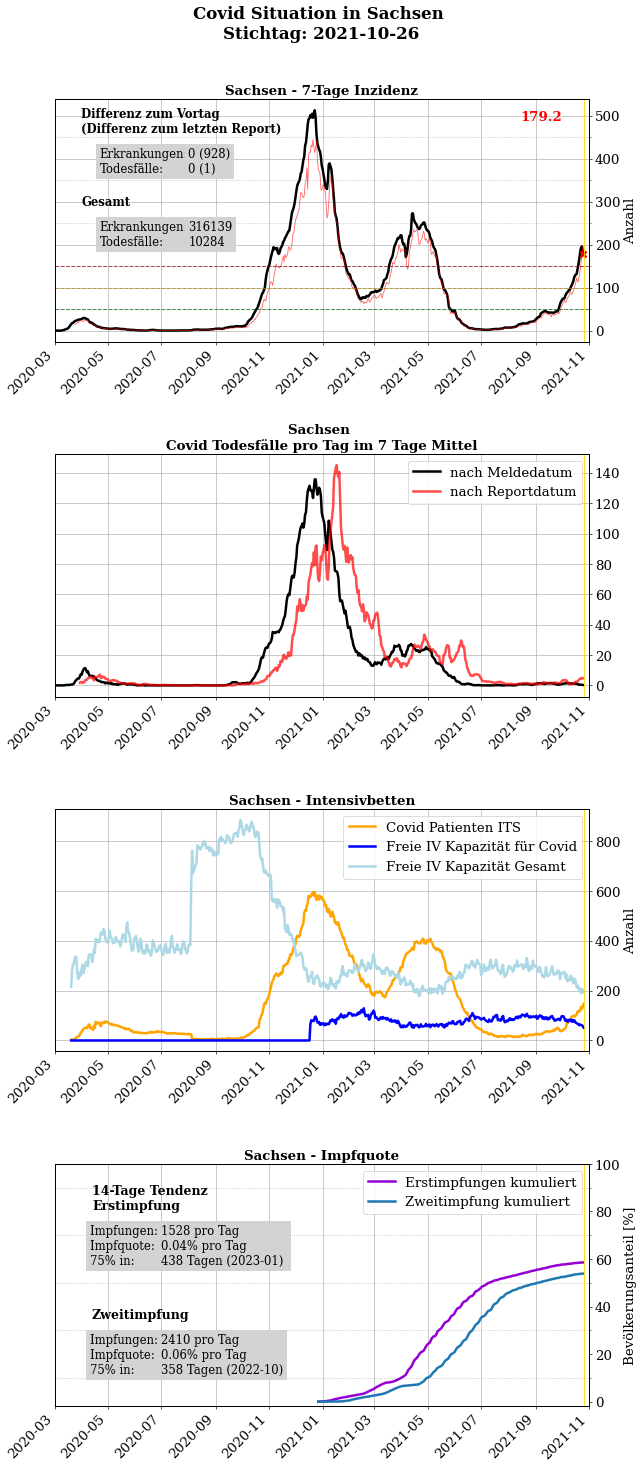 Covid Situation in Sachsen
Stichtag: 2021-10-26
Sachsen - 7-Tage Inzidenz
Differenz zum Vortag
(Differenz zum letzten Report)
Erkrankungen 0 (928)
Todesfälle: 0 (1)
Gesamt
Erkrankungen 316139
Todesfälle: 10284
179.2
500
400
300
200
100
0
Anzahl
2020-03
2020-05
2020-07
2020-09
2020-11
2021-01
2021-03
2021-05
2021-07
2021-09
2021-11
Sachsen
Covid Todesfälle pro Tag im 7 Tage Mittel
nach Meldedatum
nach Reportdatum
140
120
100
80
60
40
20
0
2020-03
2020-05
2020-07
2020-09
2020-11
2021-01
2021-03
2021-05
2021-07
2021-09
2021-11
Sachsen - Intensivbetten
Covid Patienten ITS
Freie IV Kapazität für Covid
Freie IV Kapazität Gesamt
800
600
400
200
0
Anzahl
2020-03
2020-05
2020-07
2020-09
2020-11
2021-01
2021-03
2021-05
2021-07
2021-09
2021-11
Sachsen - Impfquote
14-Tage Tendenz
Erstimpfung
Impfungen: 1528 pro Tag
Impfquote: 0.04% pro Tag
75% in: 438 Tagen (2023-01)
Zweitimpfung
Impfungen: 2410 pro Tag
Impfquote: 0.06% pro Tag
75% in: 358 Tagen (2022-10)
Erstimpfungen kumuliert
Zweitimpfung kumuliert
100
80
60
40
20
0
Bevölkerungsanteil [%]
2020-03
2020-05
2020-07
2020-09
2020-11
2021-01
2021-03
2021-05
2021-07
2021-09
2021-11